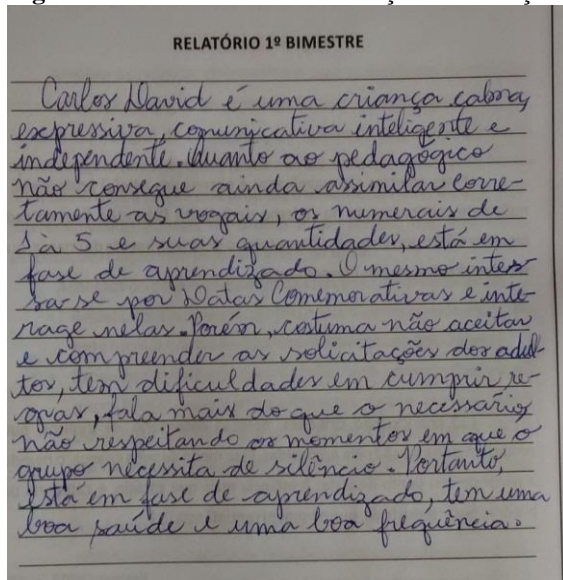 RELATÓRIO 1º BIMESTRE
Carlos David é uma criança calma,
expressiva, comunicativa inteligente e
independente. Quanto ao pedagógico
não consegue ainda assimilar corre-
tamente as vogais, os numerais de
1 à 5 e suas quantidades, está em
fase de aprendizado. O mesmo interes
sa-se por Datas Comemorativas e inte-
rage nelas. Porém, costuma não aceitar
e compreender as solicitações dos adul-
tos, tem dificuldades em cumprir re-
gras, fala mais do que o necessário,
não respeitando os momentos em que o
grupo necessita de silêncio. Portanto,
está em fase de aprendizado, tem uma
boa saúde e uma boa frequência.